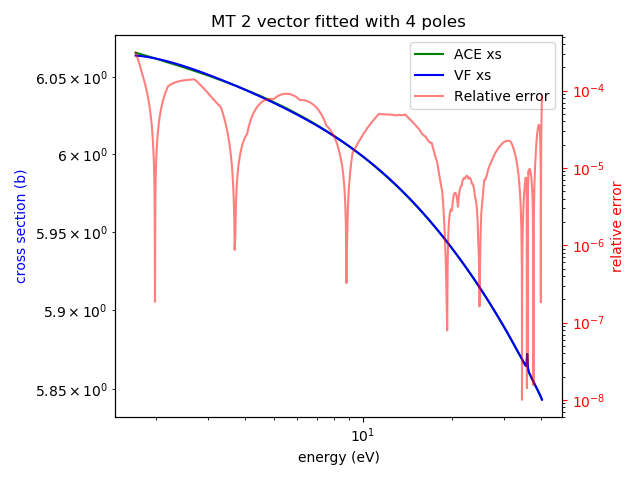 MT 2 vector fitted with 4 poles
ACE xs
VF xs
Relative error
6.05 × 10⁰
6 × 10⁰
5.95 × 10⁰
5.9 × 10⁰
5.85 × 10⁰
cross section (b)
10⁻⁴
10⁻⁵
10⁻⁶
10⁻⁷
10⁻⁸
relative error
10¹
energy (eV)